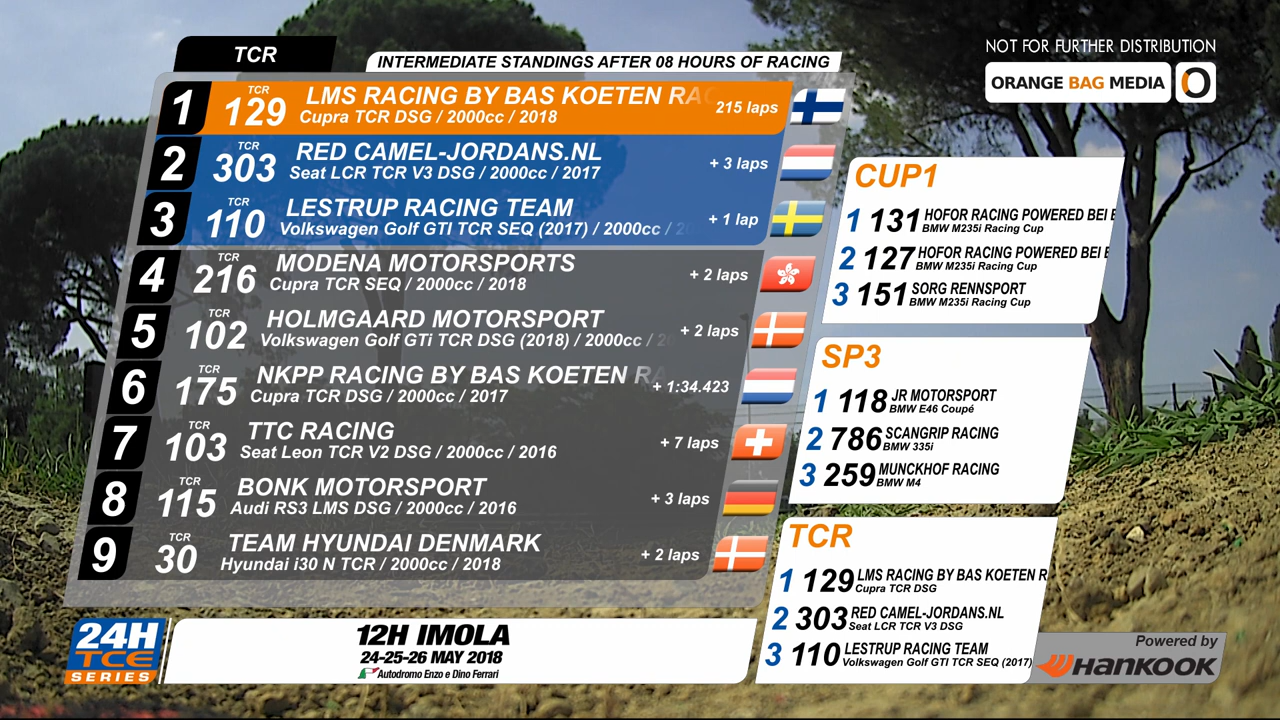 TCR
INTERMEDIATE STANDINGS AFTER 08 HOURS OF RACING
NOT FOR FURTHER DISTRIBUTION
ORANGE BAG MEDIA
1 TCR 129 LMS RACING BY BAS KOETEN RAC 215 laps
Cupra TCR DSG / 2000cc / 2018
2 TCR 303 RED CAMEL-JORDANS.NL + 3 laps
Seat LCR TCR V3 DSG / 2000cc / 2017
3 TCR 110 LESTRUP RACING TEAM + 1 lap
Volkswagen Golf GTI TCR SEQ (2017) / 2000cc / 20
4 TCR 216 MODENA MOTORSPORTS + 2 laps
Cupra TCR SEQ / 2000cc / 2018
5 TCR 102 HOLMGAARD MOTORSPORT + 2 laps
Volkswagen Golf GTi TCR DSG (2018) / 2000cc / 2
6 TCR 175 NKPP RACING BY BAS KOETEN RA + 1:34.423
Cupra TCR DSG / 2000cc / 2017
7 TCR 103 TTC RACING + 7 laps
Seat Leon TCR V2 DSG / 2000cc / 2016
8 TCR 115 BONK MOTORSPORT + 3 laps
Audi RS3 LMS DSG / 2000cc / 2016
9 TCR 30 TEAM HYUNDAI DENMARK + 2 laps
Hyundai i30 N TCR / 2000cc / 2018
CUP1
1 131 HOFOR RACING POWERED BEI B
BMW M235i Racing Cup
2 127 HOFOR RACING POWERED BEI B
BMW M235i Racing Cup
3 151 SORG RENNSPORT
BMW M235i Racing Cup
SP3
1 118 JR MOTORSPORT
BMW E46 Coupé
2 786 SCANGRIP RACING
BMW 335i
3 259 MUNCKHOF RACING
BMW M4
TCR
1 129 LMS RACING BY BAS KOETEN R
Cupra TCR DSG
2 303 RED CAMEL-JORDANS.NL
Seat LCR TCR V3 DSG
3 110 LESTRUP RACING TEAM
Volkswagen Golf GTI TCR SEQ (2017)
24H
TCE
SERIES
12H IMOLA
24-25-26 MAY 2018
Autodromo Enzo e Dino Ferrari
Powered by
HANKOOK